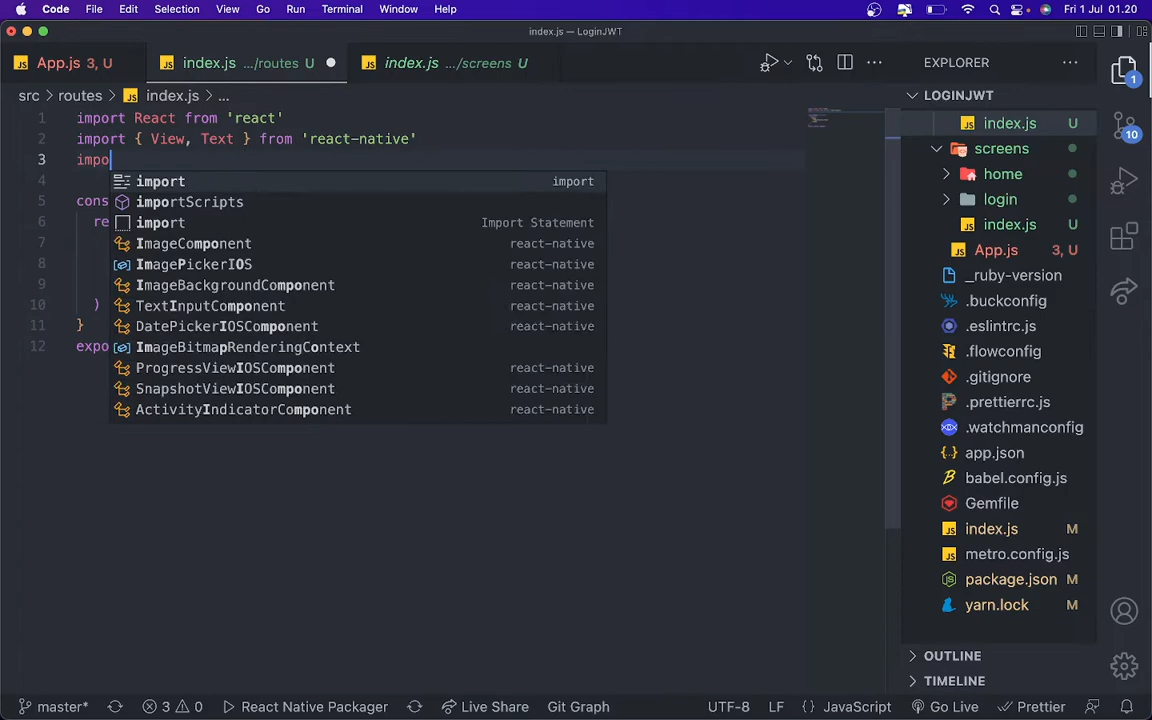 Code File Edit Selection View Go Run Terminal Window Help Fri 1 Jul 01.20
index.js — LoginJWT
App.js 3, U index.js .../routes U index.js .../screens U EXPLORER
src > routes > index.js > ... LOGINJWT
1 import React from 'react' index.js U
2 import { View, Text } from 'react-native' screens
3 impo
import import
home
4
importScripts
5 cons login
6 re import Import Statement index.js U
7 ImageComponent react-native App.js 3, U
8 ImagePickerIOS react-native
_ruby-version
9 ImageBackgroundComponent react-native
.buckconfig
10 ) TextInputComponent react-native
11 } DatePickerIOSComponent react-native .eslintrc.js
12 expo ImageBitmapRenderingContext .flowconfig
ProgressViewIOSComponent react-native .gitignore
SnapshotViewIOSComponent react-native
.prettierrc.js
ActivityIndicatorComponent react-native
.watchmanconfig
app.json
babel.config.js
Gemfile
index.js M
metro.config.js
package.json M
yarn.lock M
OUTLINE
TIMELINE
1
10
master* 3 0 React Native Packager Live Share Git Graph UTF-8 LF JavaScript Go Live Prettier